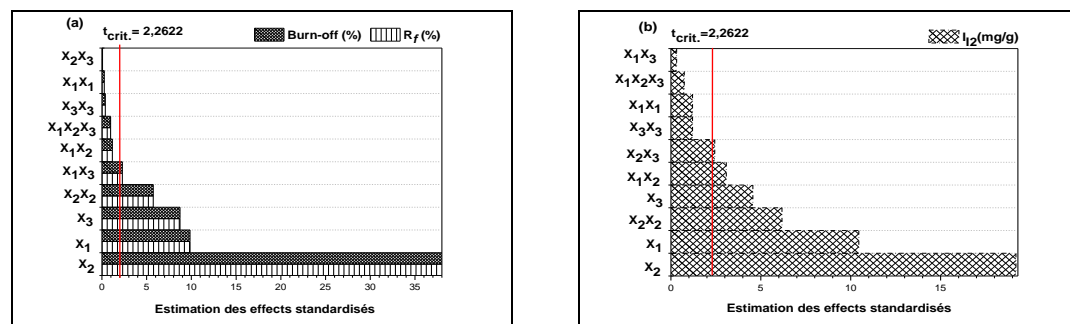 (a)
t_crit. = 2,2622
Burn-off (%) R_f (%)
X₂X₃
X₁X₁
X₃X₃
X₁X₂X₃
X₁X₂
X₁X₃
X₂X₂
X₃
X₁
X₂
0 5 10 15 20 25 30 35
Estimation des effects standardisés
(b)
t_crit.=2,2622
I_I2(mg/g)
X₁X₃
X₁X₂X₃
X₁X₁
X₃X₃
X₂X₃
X₁X₂
X₃
X₂X₂
X₁
X₂
0 5 10 15
Estimation des effects standardisés